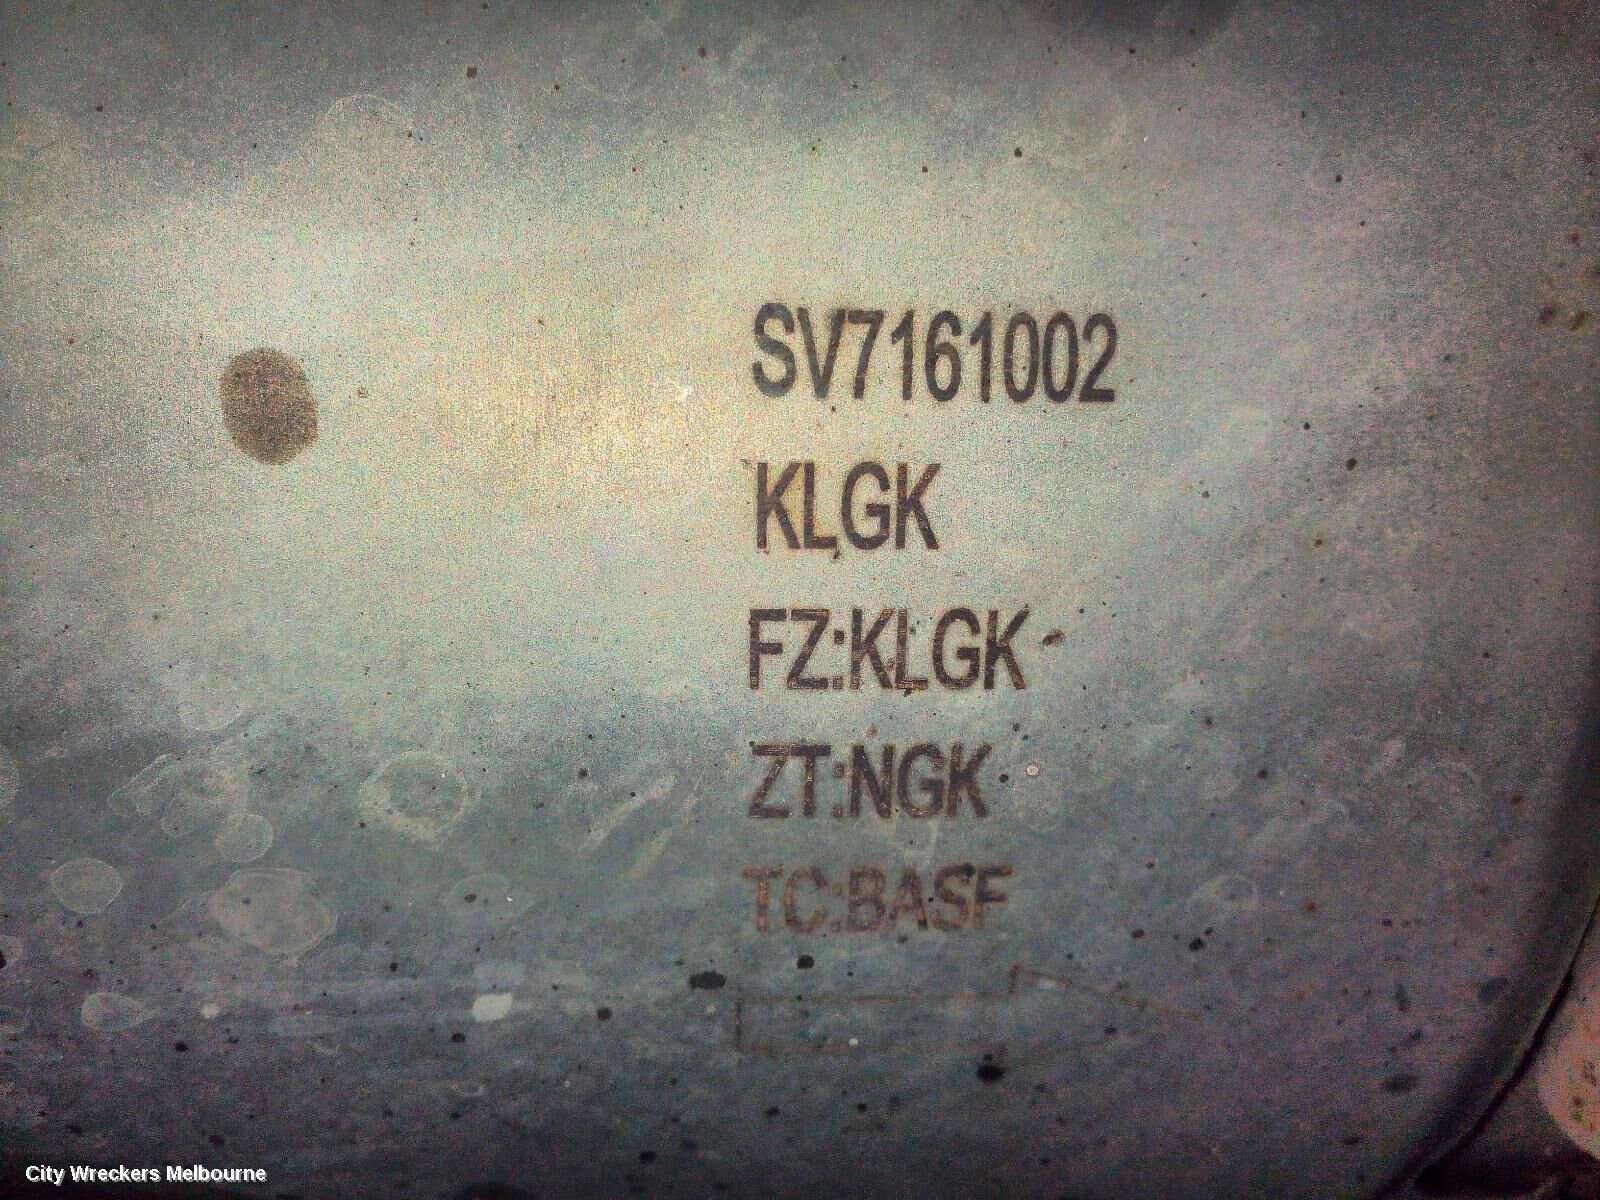 SV7161002
KLGK
FZ:KLGK
ZT:NGK
TC:BASF
City Wreckers Melbourne